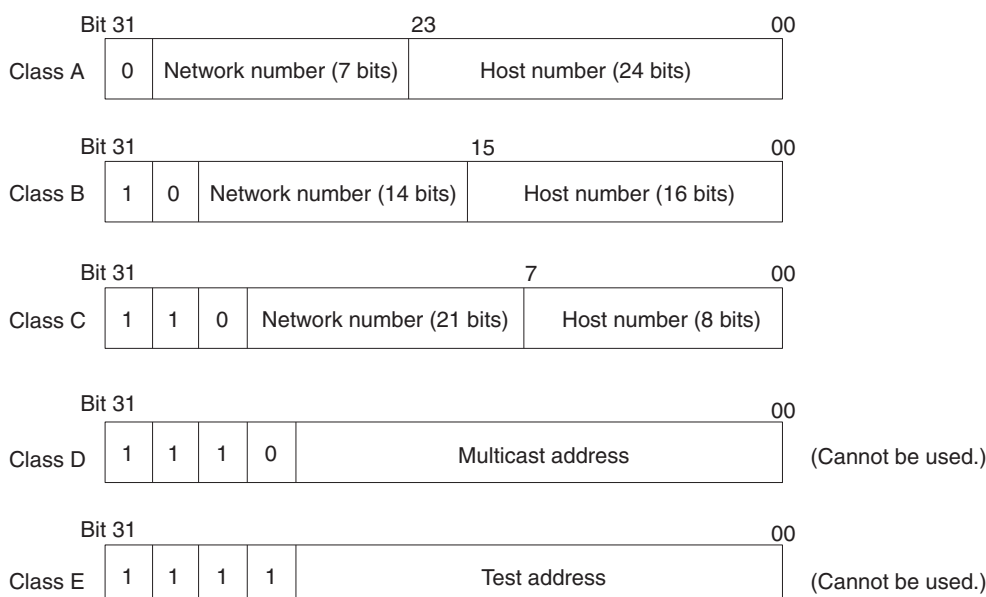 Bit 31 23 00
Class A 0 Network number (7 bits) Host number (24 bits)
Bit 31 15 00
Class B 1 0 Network number (14 bits) Host number (16 bits)
Bit 31 7 00
Class C 1 1 0 Network number (21 bits) Host number (8 bits)
Bit 31 00
Class D 1 1 1 0 Multicast address (Cannot be used.)
Bit 31 00
Class E 1 1 1 1 Test address (Cannot be used.)